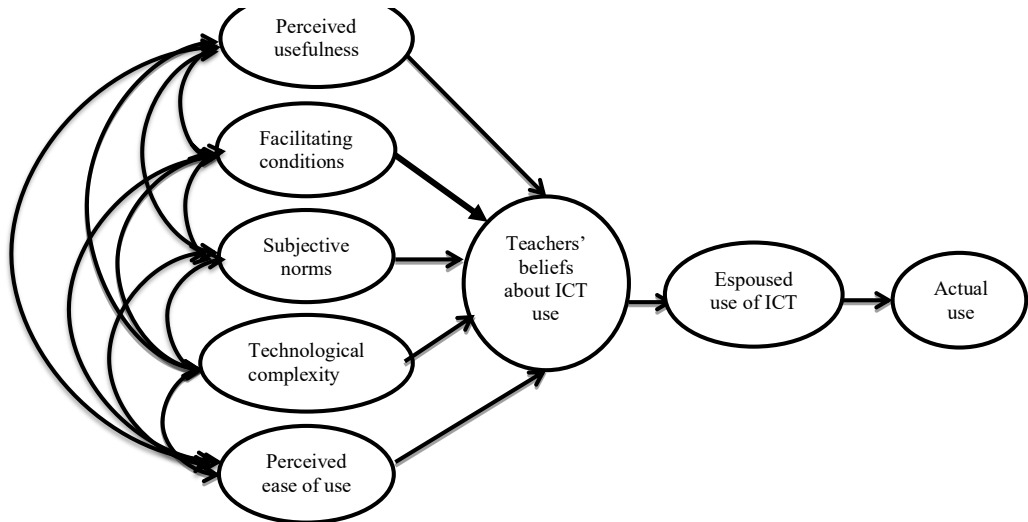 Perceived
usefulness
Facilitating
conditions
Subjective
norms
Technological
complexity
Perceived
ease of use
Teachers’
beliefs
about ICT
use
Espoused
use of ICT
Actual
use